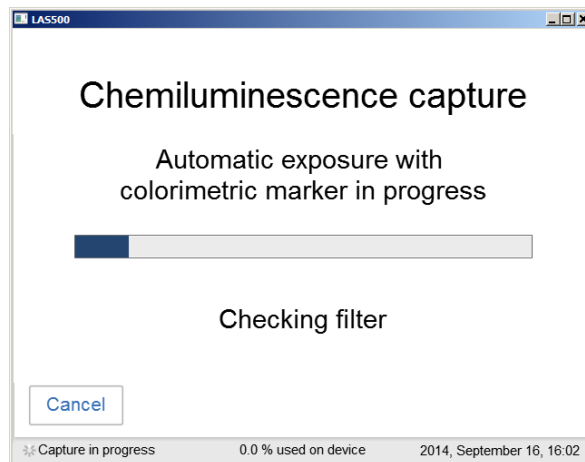 LAS500
Chemiluminescence capture
Automatic exposure with
colorimetric marker in progress
Checking filter
Cancel
Capture in progress 0.0 % used on device 2014, September 16, 16:02